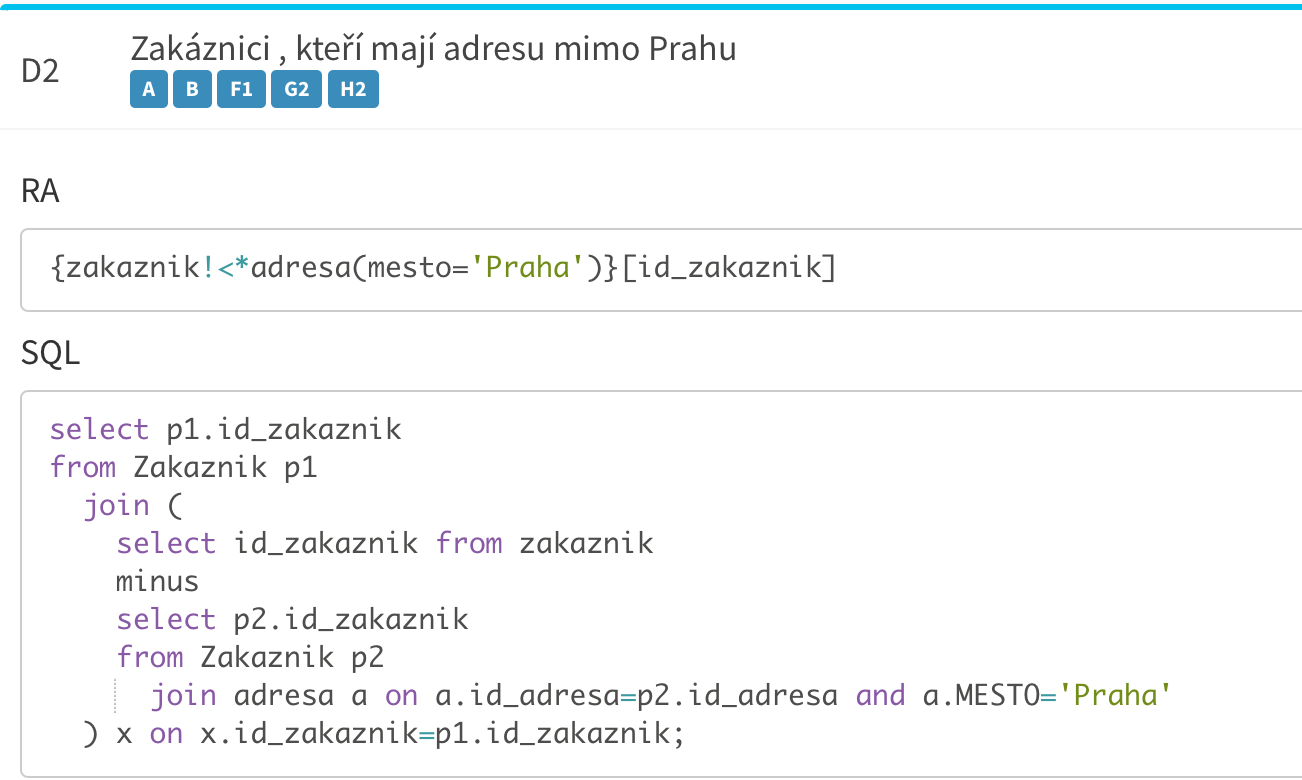 D2
Zakáznici , kteří mají adresu mimo Prahu
A B F1 G2 H2
RA
{zakaznik!<*adresa(mesto='Praha')}[id_zakaznik]
SQL
select p1.id_zakaznik
from Zakaznik p1
  join (
    select id_zakaznik from zakaznik
    minus
    select p2.id_zakaznik
    from Zakaznik p2
      join adresa a on a.id_adresa=p2.id_adresa and a.MESTO='Praha'
  ) x on x.id_zakaznik=p1.id_zakaznik;